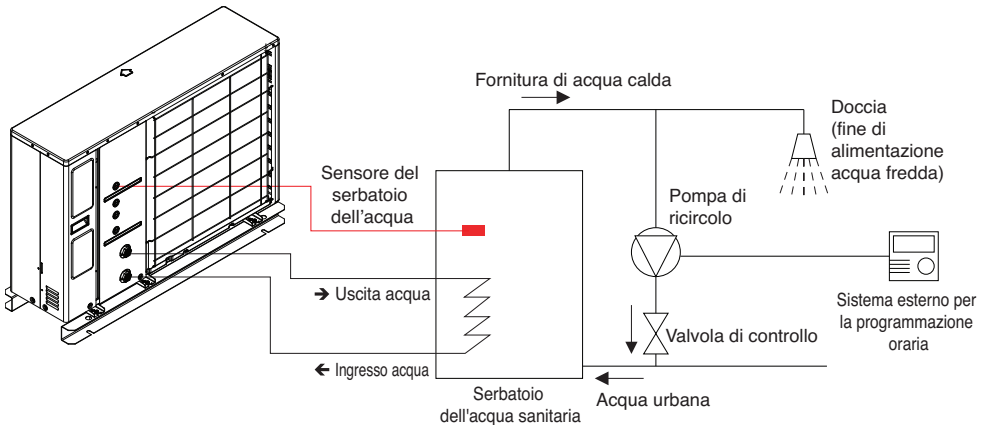 Fornitura di acqua calda
Doccia
(fine di
alimentazione
acqua fredda)
Sensore del
serbatoio
dell'acqua
Pompa di
ricircolo
→ Uscita acqua
Sistema esterno per
la programmazione
oraria
Valvola di controllo
← Ingresso acqua
Serbatoio
dell'acqua sanitaria
Acqua urbana